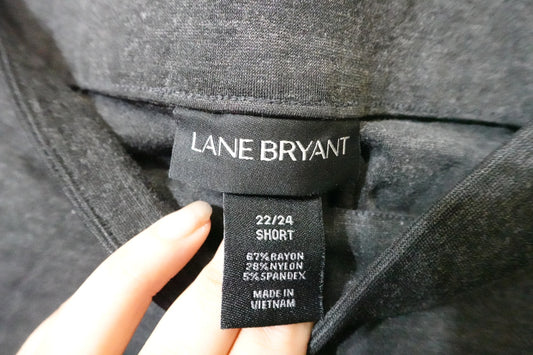 LANE BRYANT
22/24
SHORT
67% RAYON
28% NYLON
5% SPANDEX
MADE IN
VIETNAM